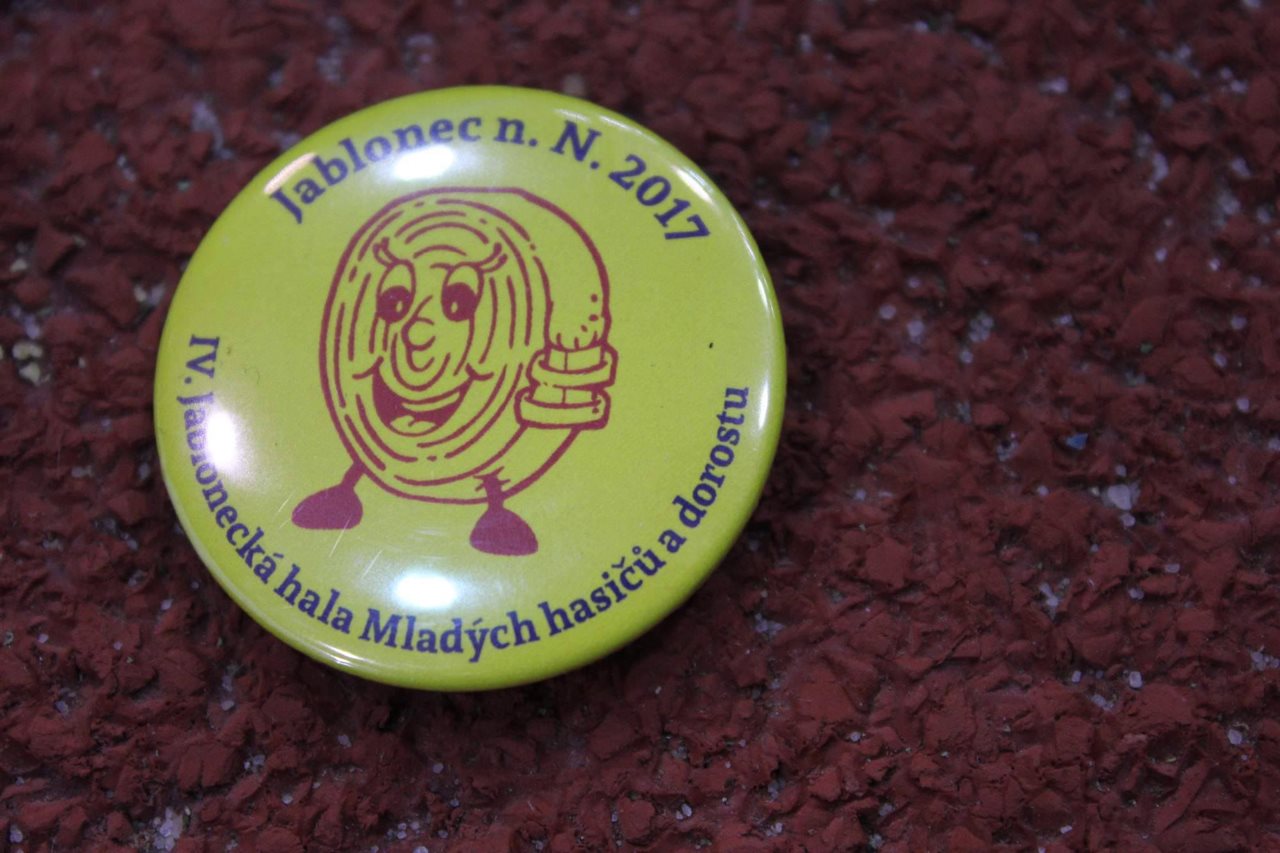 Jablonec n. N. 2017
IV. Jablonecká hala Mladých hasičů a dorostu